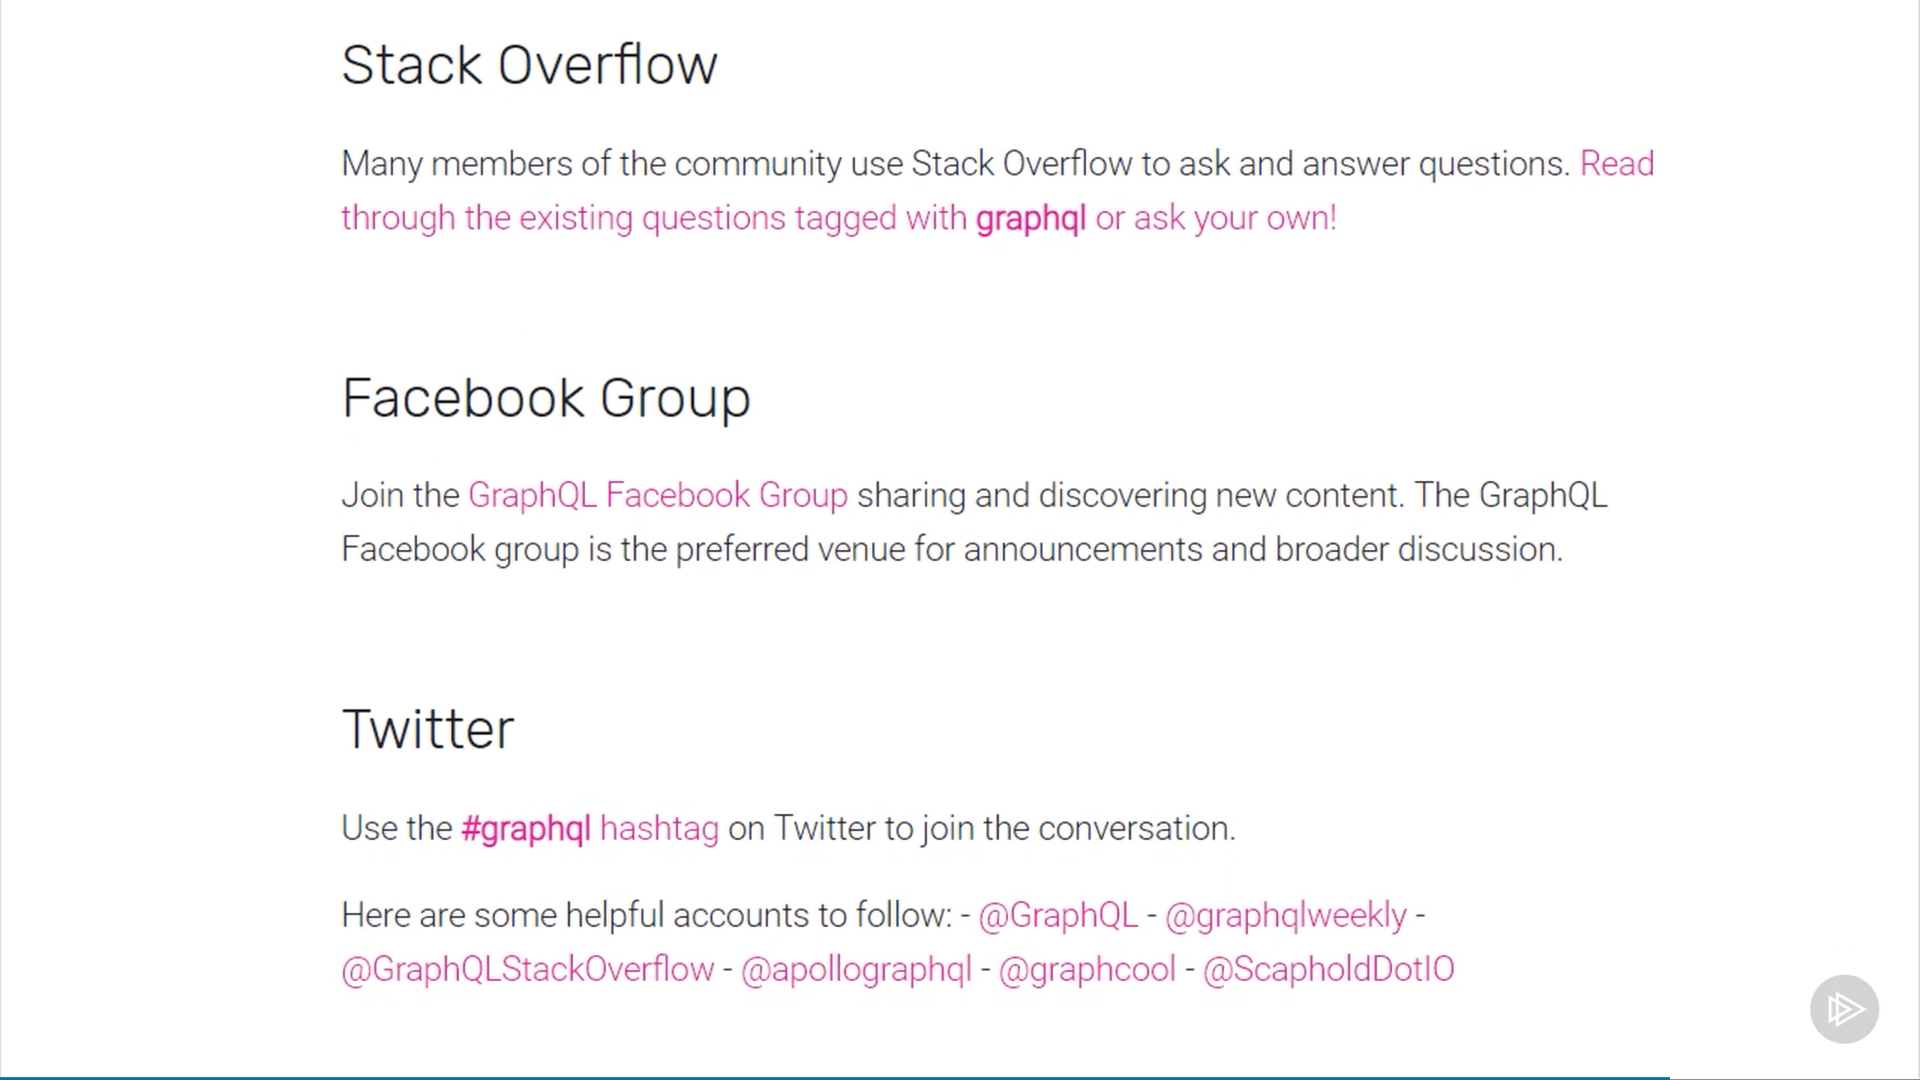 Stack Overflow
Many members of the community use Stack Overflow to ask and answer questions. Read
through the existing questions tagged with graphql or ask your own!
Facebook Group
Join the GraphQL Facebook Group sharing and discovering new content. The GraphQL
Facebook group is the preferred venue for announcements and broader discussion.
Twitter
Use the #graphql hashtag on Twitter to join the conversation.
Here are some helpful accounts to follow: - @GraphQL - @graphqlweekly -
@GraphQLStackOverflow - @apollographql - @graphcool - @ScapholdDotIO